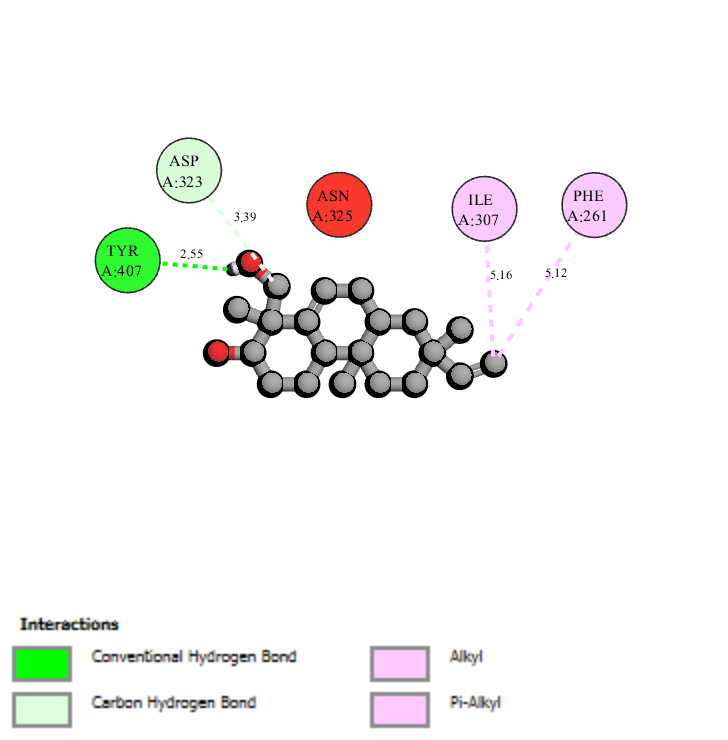 ASP
A:323
ASN
A:325
ILE
A:307
PHE
A:261
3.39
TYR
A:407
2.55
5.16
5.12
Interactions
Conventional Hydrogen Bond
Alkyl
Carbon Hydrogen Bond
Pi-Alkyl